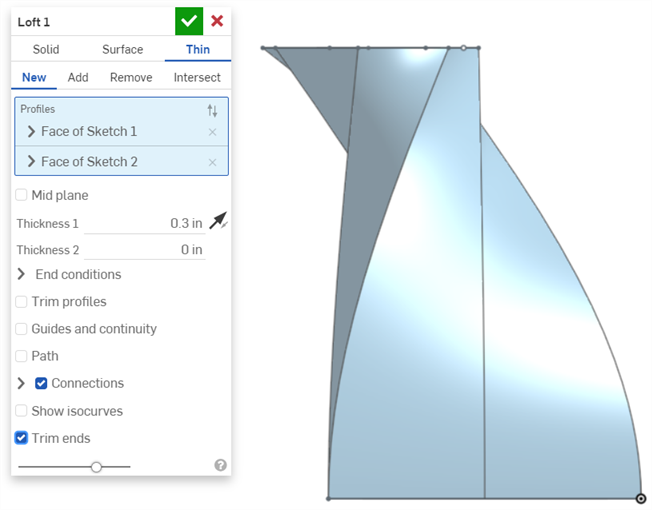 Loft 1
Solid Surface Thin
New Add Remove Intersect
Profiles
Face of Sketch 1
Face of Sketch 2
Mid plane
Thickness 1 0.3 in
Thickness 2 0 in
End conditions
Trim profiles
Guides and continuity
Path
Connections
Show isocurves
Trim ends
?